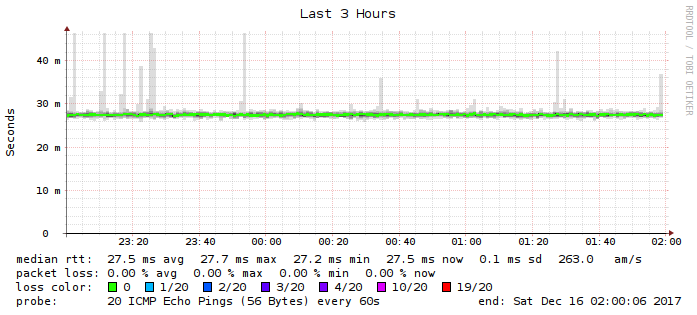 Last 3 Hours
RRDTOOL / TOBI OETIKER
Seconds
40 m
30 m
20 m
10 m
0
23:20 23:40 00:00 00:20 00:40 01:00 01:20 01:40 02:00
median rtt: 27.5 ms avg 27.7 ms max 27.2 ms min 27.5 ms now 0.1 ms sd 263.0 am/s
packet loss: 0.00 % avg 0.00 % max 0.00 % min 0.00 % now
loss color: 0 1/20 2/20 3/20 4/20 10/20 19/20
probe: 20 ICMP Echo Pings (56 Bytes) every 60s end: Sat Dec 16 02:00:06 2017